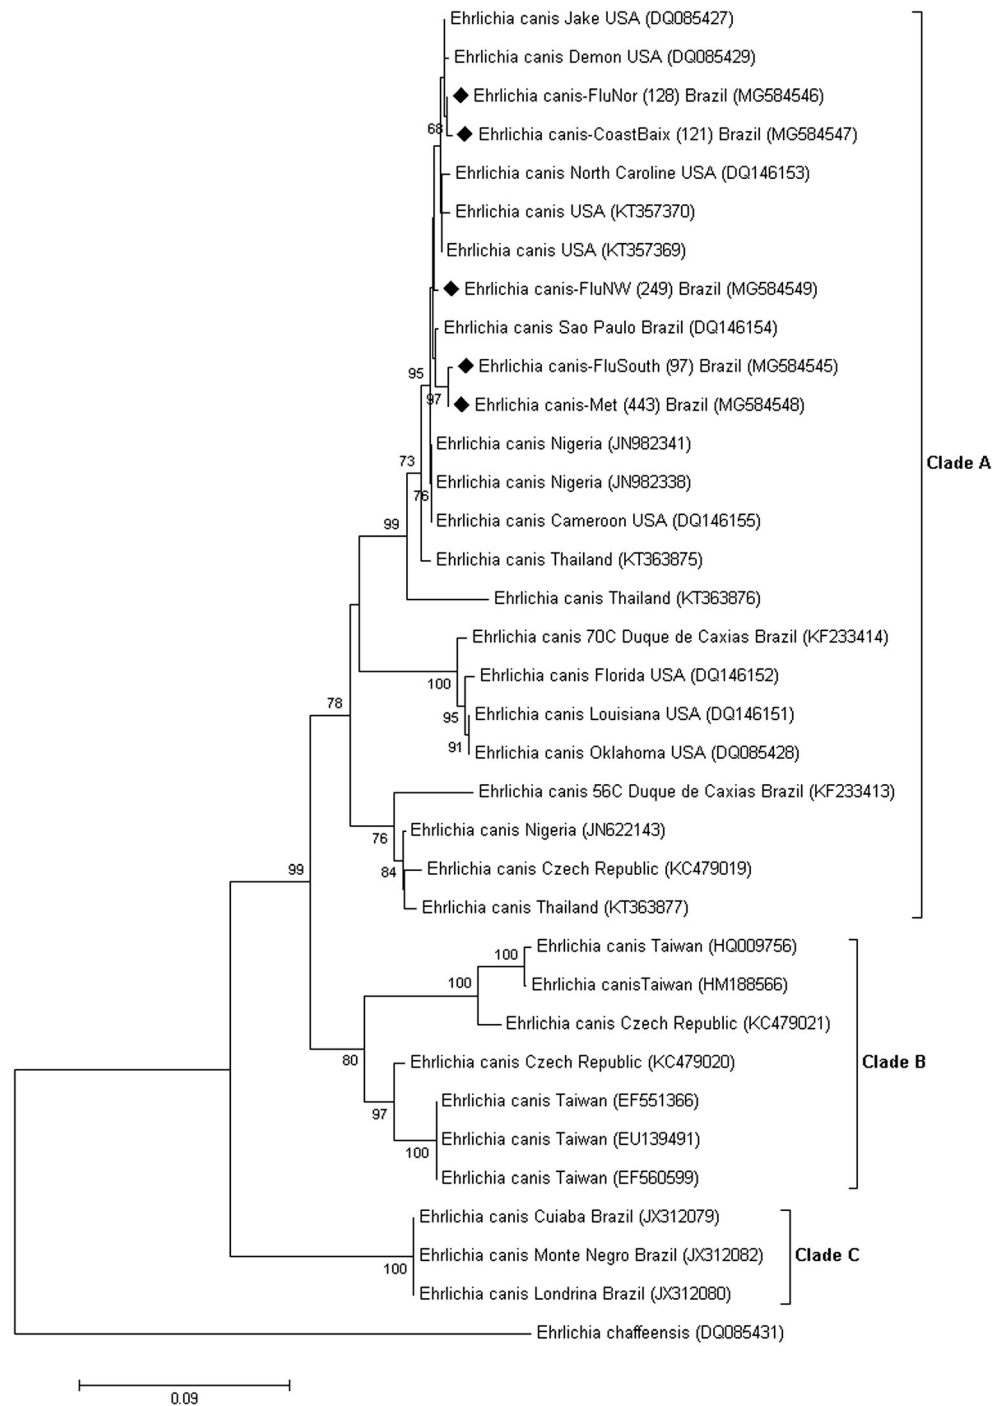 Ehrlichia canis Jake USA (DQ085427)
Ehrlichia canis Demon USA (DQ085429)
Ehrlichia canis-FluNor (128) Brazil (MG584546)
68
Ehrlichia canis-CoastBaix (121) Brazil (MG584547)
Ehrlichia canis North Caroline USA (DQ146153)
Ehrlichia canis USA (KT357370)
Ehrlichia canis USA (KT357369)
Ehrlichia canis-FluNW (249) Brazil (MG584549)
Ehrlichia canis Sao Paulo Brazil (DQ146154)
Ehrlichia canis-FluSouth (97) Brazil (MG584545)
95
97
Ehrlichia canis-Met (443) Brazil (MG584548)
Ehrlichia canis Nigeria (JN982341)
73
Clade A
Ehrlichia canis Nigeria (JN982338)
76
Ehrlichia canis Cameroon USA (DQ146155)
99
Ehrlichia canis Thailand (KT363875)
Ehrlichia canis Thailand (KT363876)
Ehrlichia canis 70C Duque de Caxias Brazil (KF233414)
Ehrlichia canis Florida USA (DQ146152)
100
78
Ehrlichia canis Louisiana USA (DQ146151)
95
91
Ehrlichia canis Oklahoma USA (DQ085428)
Ehrlichia canis 56C Duque de Caxias Brazil (KF233413)
Ehrlichia canis Nigeria (JN622143)
76
Ehrlichia canis Czech Republic (KC479019)
99
84
Ehrlichia canis Thailand (KT363877)
Ehrlichia canis Taiwan (HQ009756)
100
Ehrlichia canisTaiwan (HM188566)
100
Ehrlichia canis Czech Republic (KC479021)
Ehrlichia canis Czech Republic (KC479020)
80
Clade B
Ehrlichia canis Taiwan (EF551366)
97
Ehrlichia canis Taiwan (EU139491)
100
Ehrlichia canis Taiwan (EF560599)
Ehrlichia canis Cuiaba Brazil (JX312079)
Ehrlichia canis Monte Negro Brazil (JX312082)
Clade C
100
Ehrlichia canis Londrina Brazil (JX312080)
Ehrlichia chaffeensis (DQ085431)
0.09